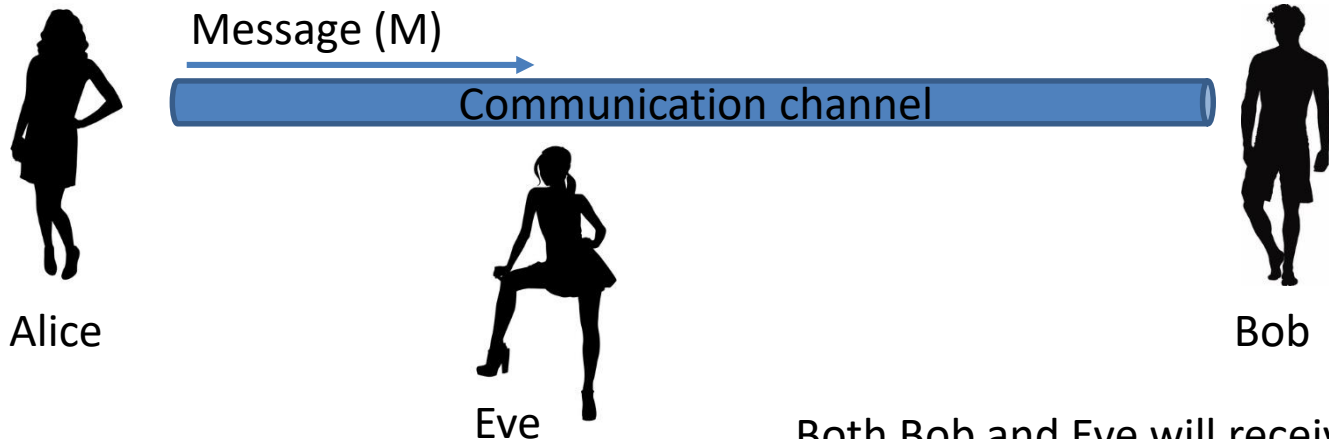 Message (M)
Communication channel
Alice
Bob
Eve
Both Bob and Eve will